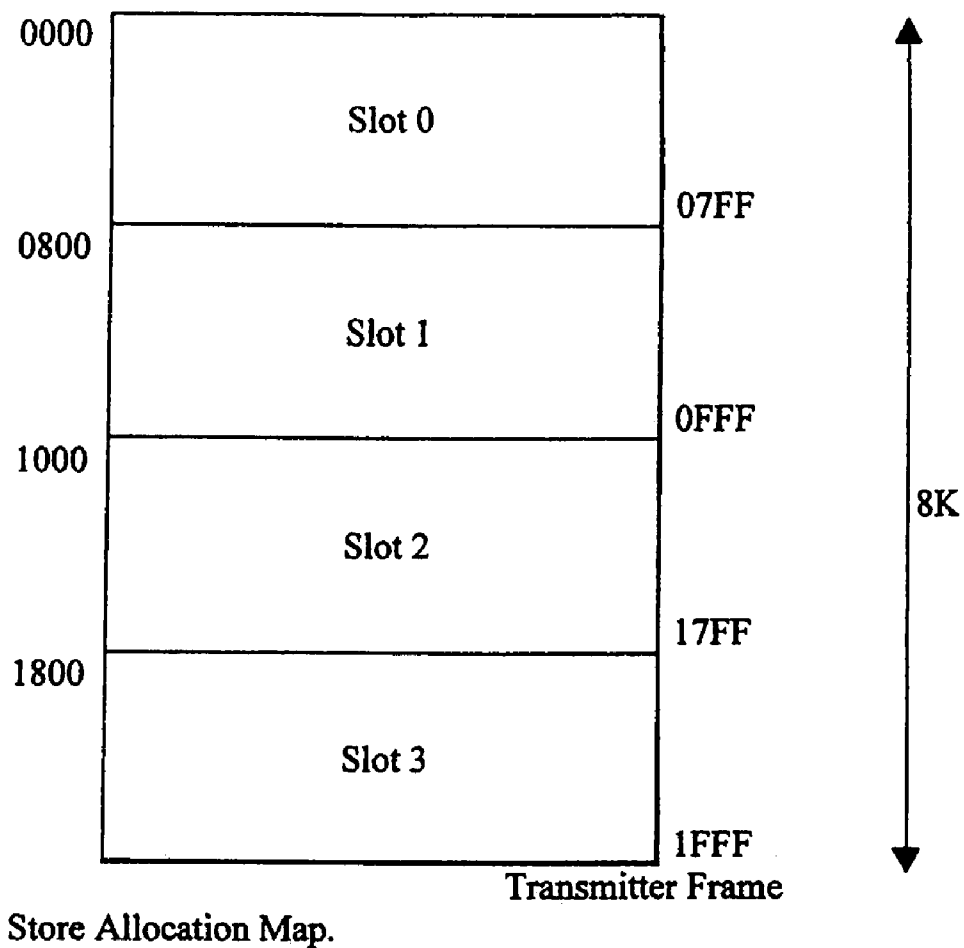 0000
Slot 0
07FF
0800
Slot 1
0FFF
1000
Slot 2
8K
17FF
1800
Slot 3
1FFF
Transmitter Frame
Store Allocation Map.